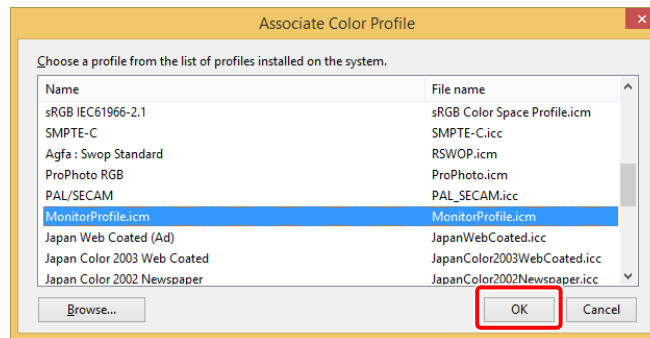 Associate Color Profile
Choose a profile from the list of profiles installed on the system.
Name File name
sRGB IEC61966-2.1 sRGB Color Space Profile.icm
SMPTE-C SMPTE-C.icc
Agfa : Swop Standard RSWOP.icm
ProPhoto RGB ProPhoto.icm
PAL/SECAM PAL_SECAM.icc
MonitorProfile.icm MonitorProfile.icm
Japan Web Coated (Ad) JapanWebCoated.icc
Japan Color 2003 Web Coated JapanColor2003WebCoated.icc
Japan Color 2002 Newspaper JapanColor2002Newspaper.icc
Browse... OK Cancel